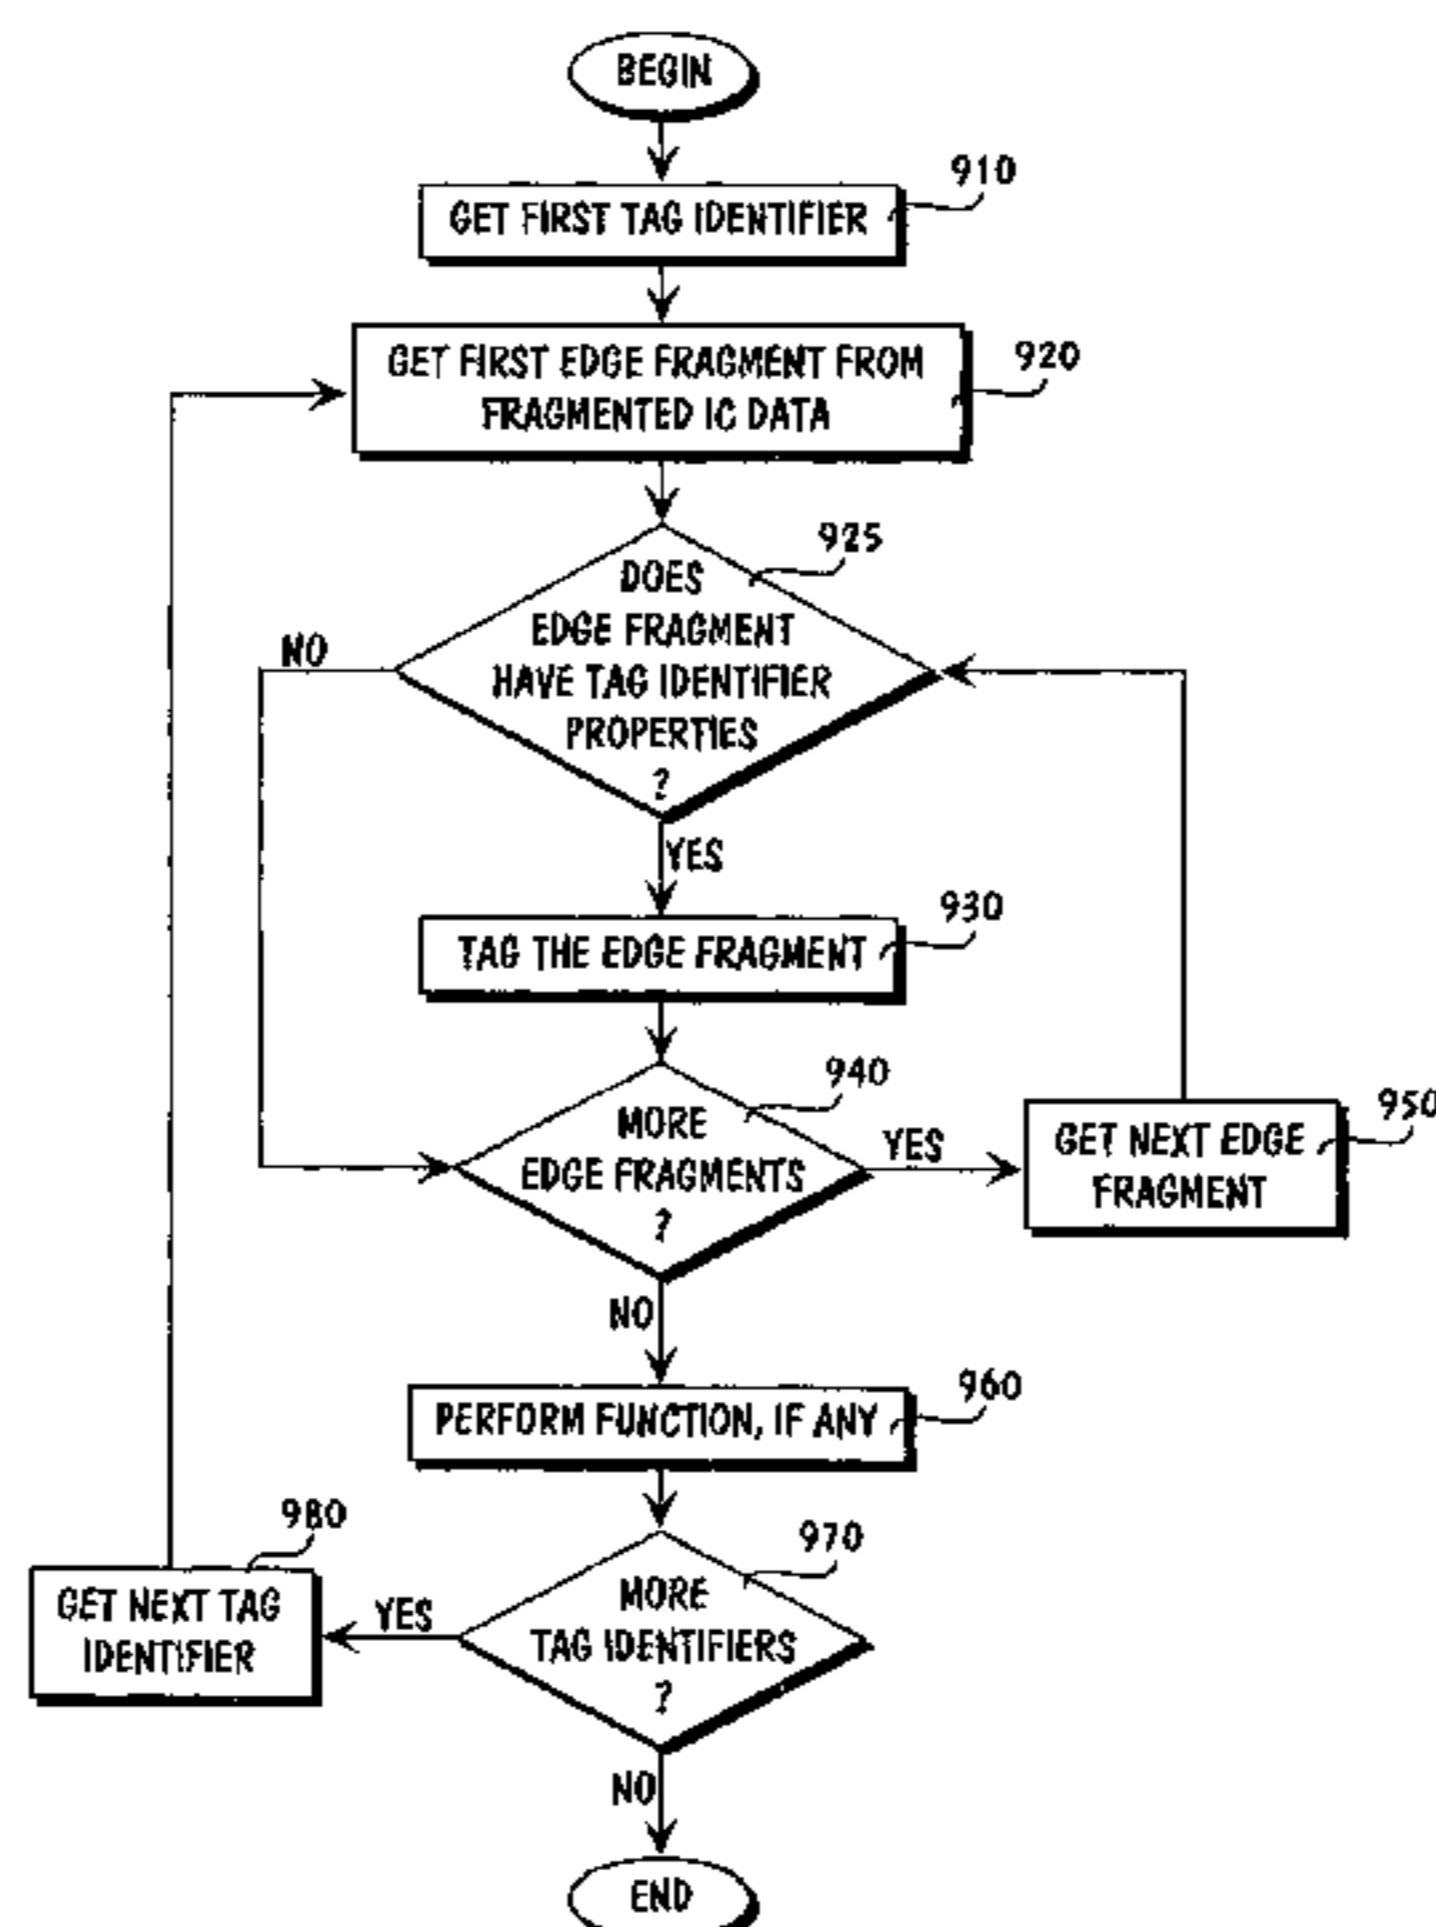 BEGIN
910
GET FIRST TAG IDENTIFIER
920
GET FIRST EDGE FRAGMENT FROM
FRAGMENTED IC DATA
925
DOES
EDGE FRAGMENT
HAVE TAG IDENTIFIER
PROPERTIES
?
NO
YES
930
TAG THE EDGE FRAGMENT
940
MORE
EDGE FRAGMENTS
?
YES
950
GET NEXT EDGE
FRAGMENT
NO
960
PERFORM FUNCTION, IF ANY
970
MORE
TAG IDENTIFIERS
?
YES
980
GET NEXT TAG
IDENTIFIER
NO
END